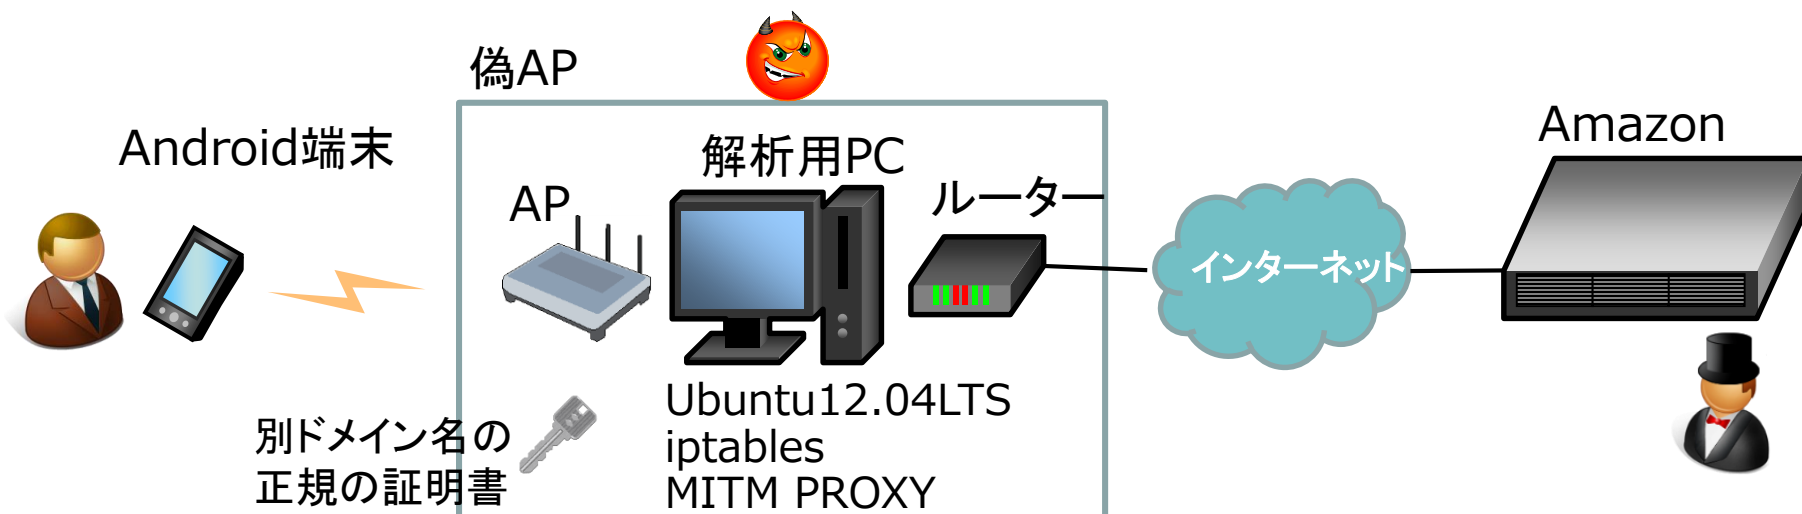 偽AP
Android端末
Amazon
解析用PC
AP
ルーター
インターネット
Ubuntu12.04LTS
iptables
MITM PROXY
別ドメイン名の
正規の証明書